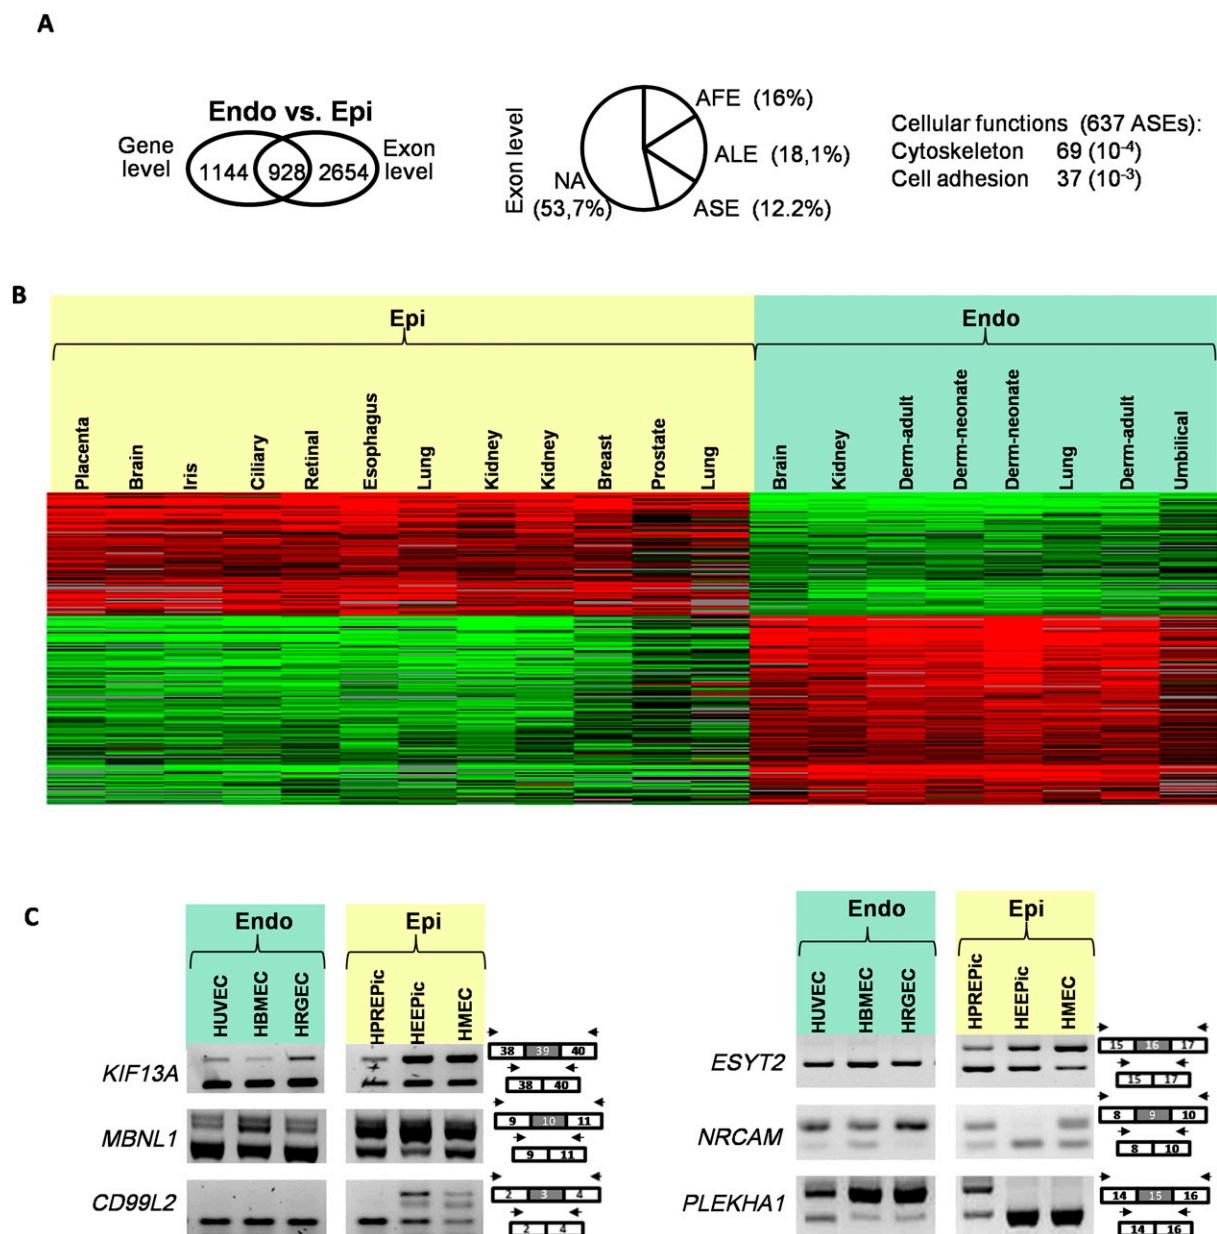 A
Endo vs. Epi
Gene level
1144
928
2654
Exon level
Exon level
AFE (16%)
ALE (18,1%)
ASE (12.2%)
NA
(53,7%)
Cellular functions (637 ASEs):
Cytoskeleton 69 (10⁻⁴)
Cell adhesion 37 (10⁻³)
B
Epi
Endo
Placenta
Brain
Iris
Ciliary
Retinal
Esophagus
Lung
Kidney
Kidney
Breast
Prostate
Lung
Brain
Kidney
Derm-adult
Derm-neonate
Derm-neonate
Lung
Derm-adult
Umbilical
C
Endo
Epi
HUVEC
HBMEC
HRGEC
HPREPic
HEEPic
HMEC
KIF13A
38 39 40
38 40
MBNL1
9 10 11
9 11
CD99L2
2 3 4
2 4
Endo
Epi
HUVEC
HBMEC
HRGEC
HPREPic
HEEPic
HMEC
ESYT2
15 16 17
15 17
NRCAM
8 9 10
8 10
PLEKHA1
14 15 16
14 16